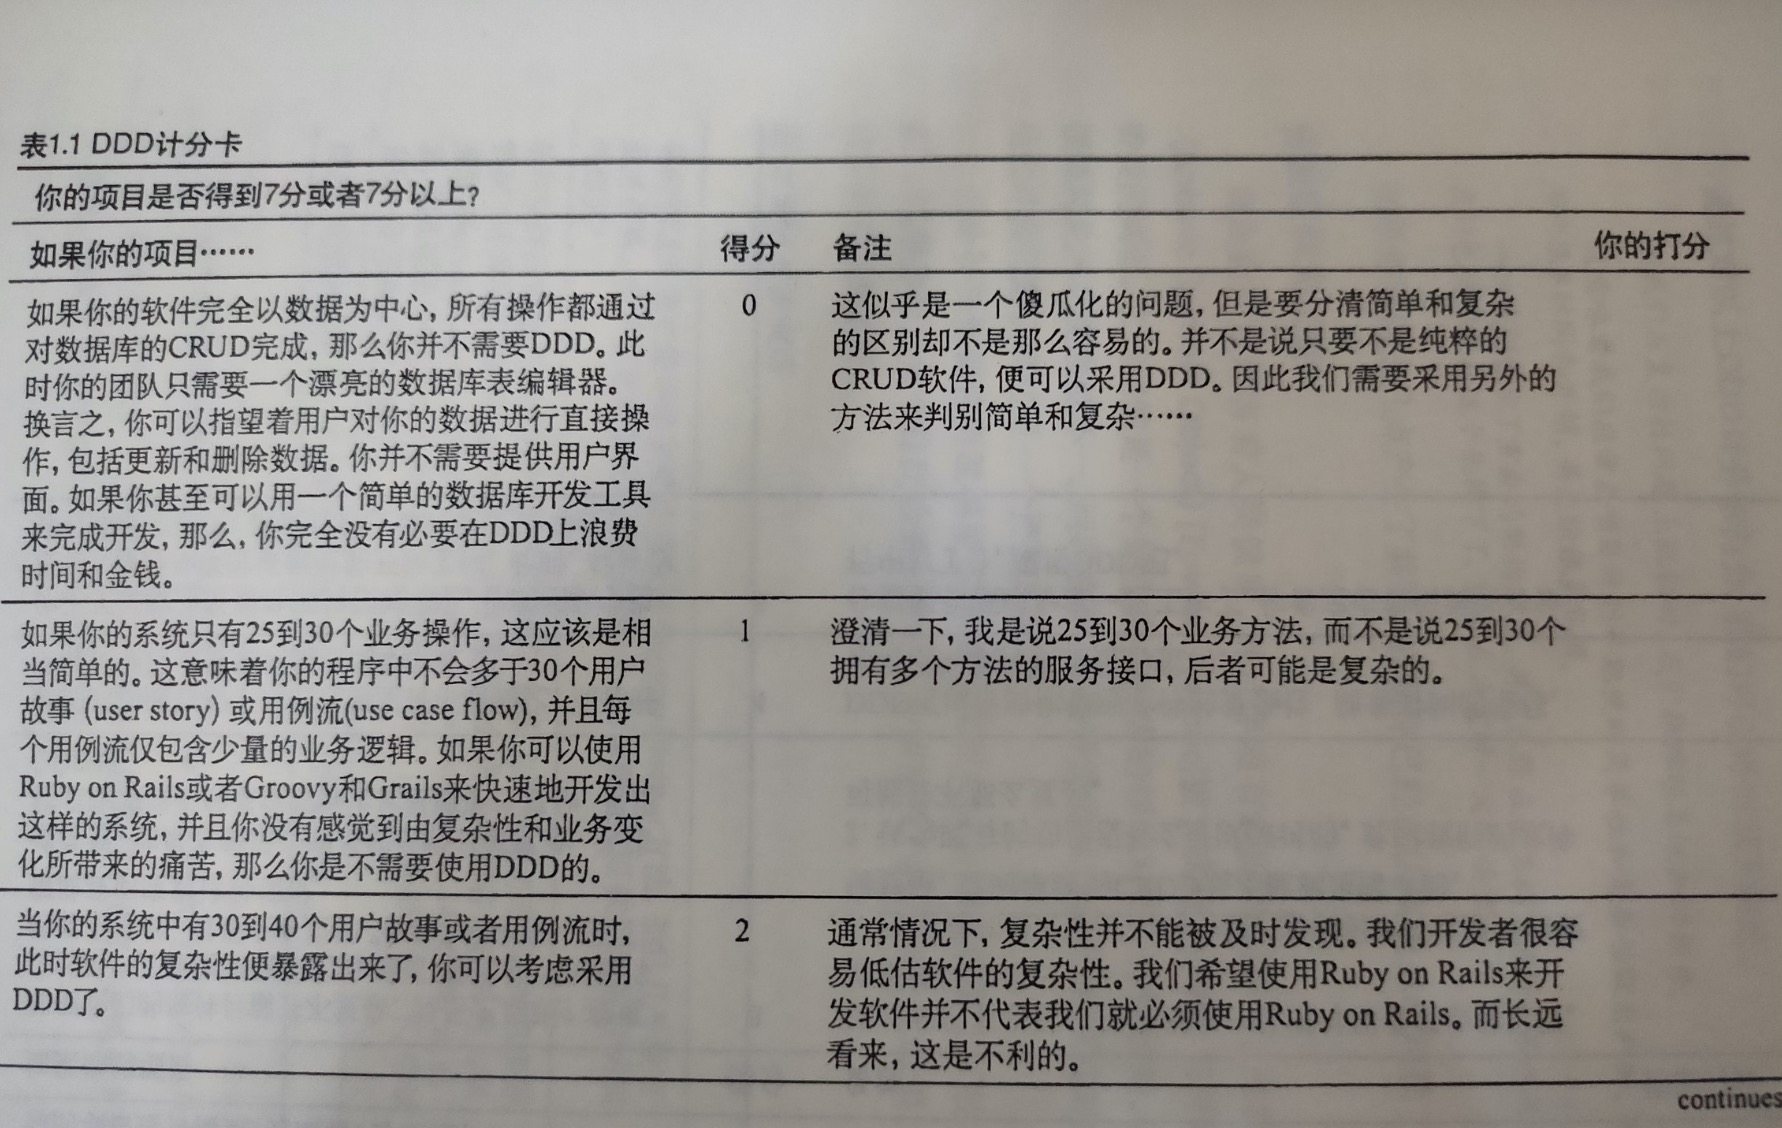 表1.1 DDD计分卡
你的项目是否得到7分或者7分以上?
如果你的项目…… 得分 备注 你的打分
如果你的软件完全以数据为中心, 所有操作都通过
对数据库的CRUD完成, 那么你并不需要DDD。此
时你的团队只需要一个漂亮的数据库表编辑器。
换言之, 你可以指望着用户对你的数据进行直接操
作, 包括更新和删除数据。你并不需要提供用户界
面。如果你甚至可以用一个简单的数据库开发工具
来完成开发, 那么, 你完全没有必要在DDD上浪费
时间和金钱。
0
这似乎是一个傻瓜化的问题, 但是要分清简单和复杂
的区别却不是那么容易的。并不是说只要不是纯粹的
CRUD软件, 便可以采用DDD。因此我们需要采用另外的
方法来判别简单和复杂……
如果你的系统只有25到30个业务操作, 这应该是相
当简单的。这意味着你的程序中不会多于30个用户
故事 (user story) 或用例流(use case flow), 并且每
个用例流仅包含少量的业务逻辑。如果你可以使用
Ruby on Rails或者Groovy和Grails来快速地开发出
这样的系统, 并且你没有感觉到由复杂性和业务变
化所带来的痛苦, 那么你是不需要使用DDD的。
1
澄清一下, 我是说25到30个业务方法, 而不是说25到30个
拥有多个方法的服务接口, 后者可能是复杂的。
当你的系统中有30到40个用户故事或者用例流时,
此时软件的复杂性便暴露出来了, 你可以考虑采用
DDD了。
2
通常情况下, 复杂性并不能被及时发现。我们开发者很容
易低估软件的复杂性。我们希望使用Ruby on Rails来开
发软件并不代表我们就必须使用Ruby on Rails。而长远
看来, 这是不利的。
continues